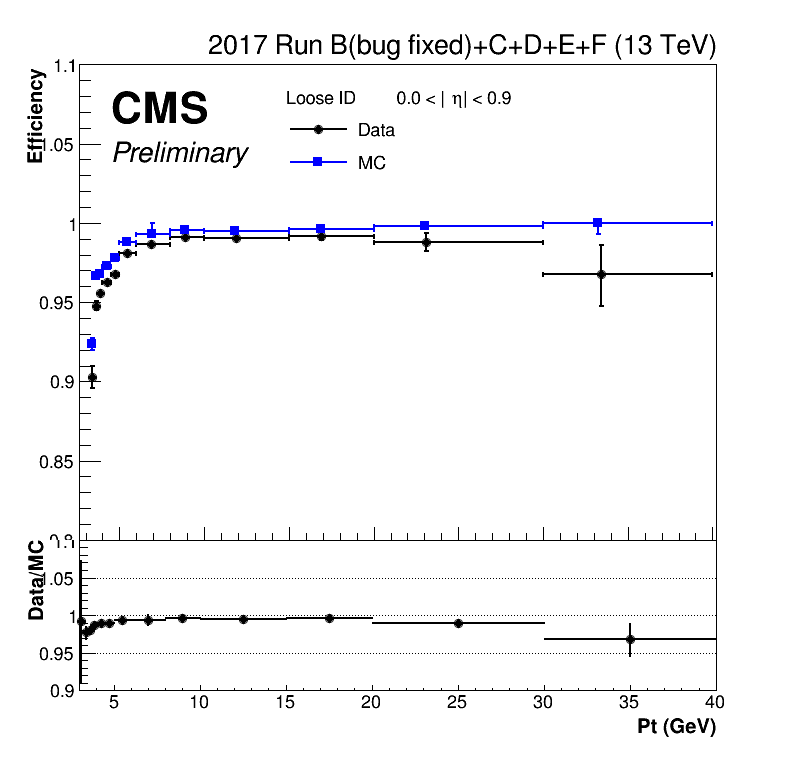 2017 Run B(bug fixed)+C+D+E+F (13 TeV)
1.1
Efficiency
CMS
Loose ID 0.0 < | η| < 0.9
Data
Preliminary
MC
1.05
1
0.95
0.9
0.85
Data/MC
1.05
1
0.95
0.9
5 10 15 20 25 30 35 40
Pt (GeV)